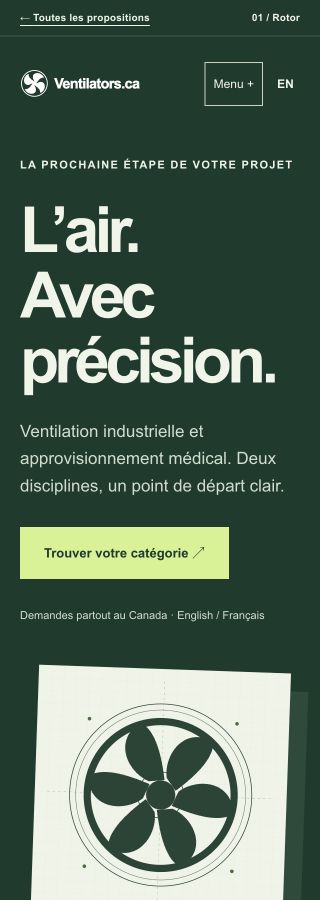 ← Toutes les propositions
01 / Rotor
Ventilators.ca
Menu +
EN
LA PROCHAINE ÉTAPE DE VOTRE PROJET
L’air.
Avec
précision.
Ventilation industrielle et
approvisionnement médical. Deux
disciplines, un point de départ clair.
Trouver votre catégorie ↗
Demandes partout au Canada · English / Français